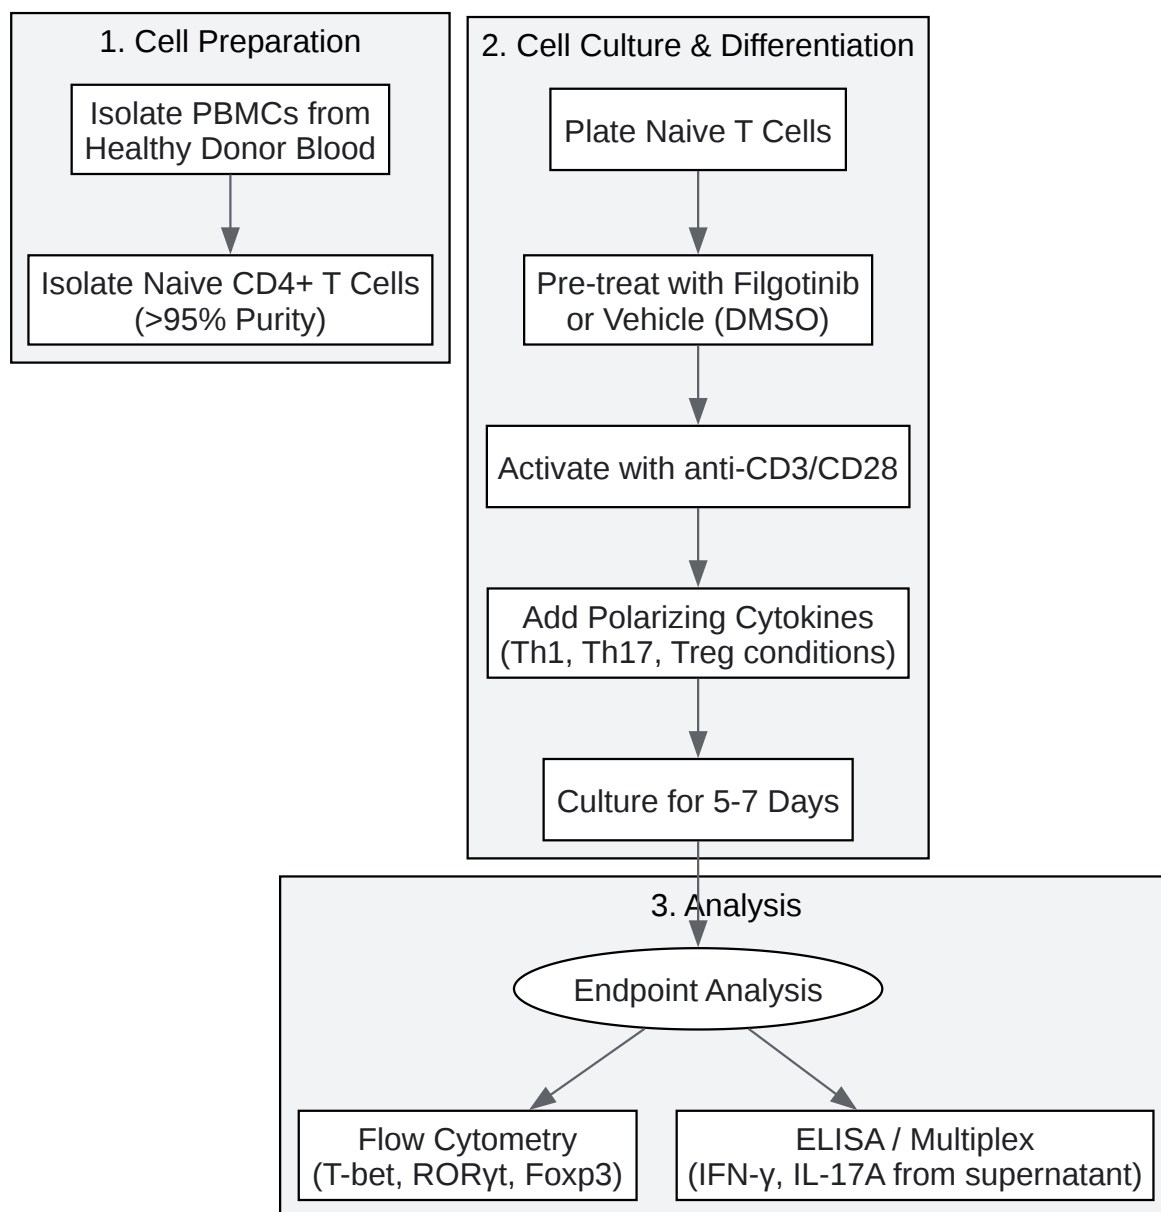 1. Cell Preparation
Isolate PBMCs from
Healthy Donor Blood
Isolate Naive CD4+ T Cells
(>95% Purity)
2. Cell Culture & Differentiation
Plate Naive T Cells
Pre-treat with Filgotinib
or Vehicle (DMSO)
Activate with anti-CD3/CD28
Add Polarizing Cytokines
(Th1, Th17, Treg conditions)
Culture for 5-7 Days
3. Analysis
Endpoint Analysis
Flow Cytometry
(T-bet, RORγt, Foxp3)
ELISA / Multiplex
(IFN-γ, IL-17A from supernatant)